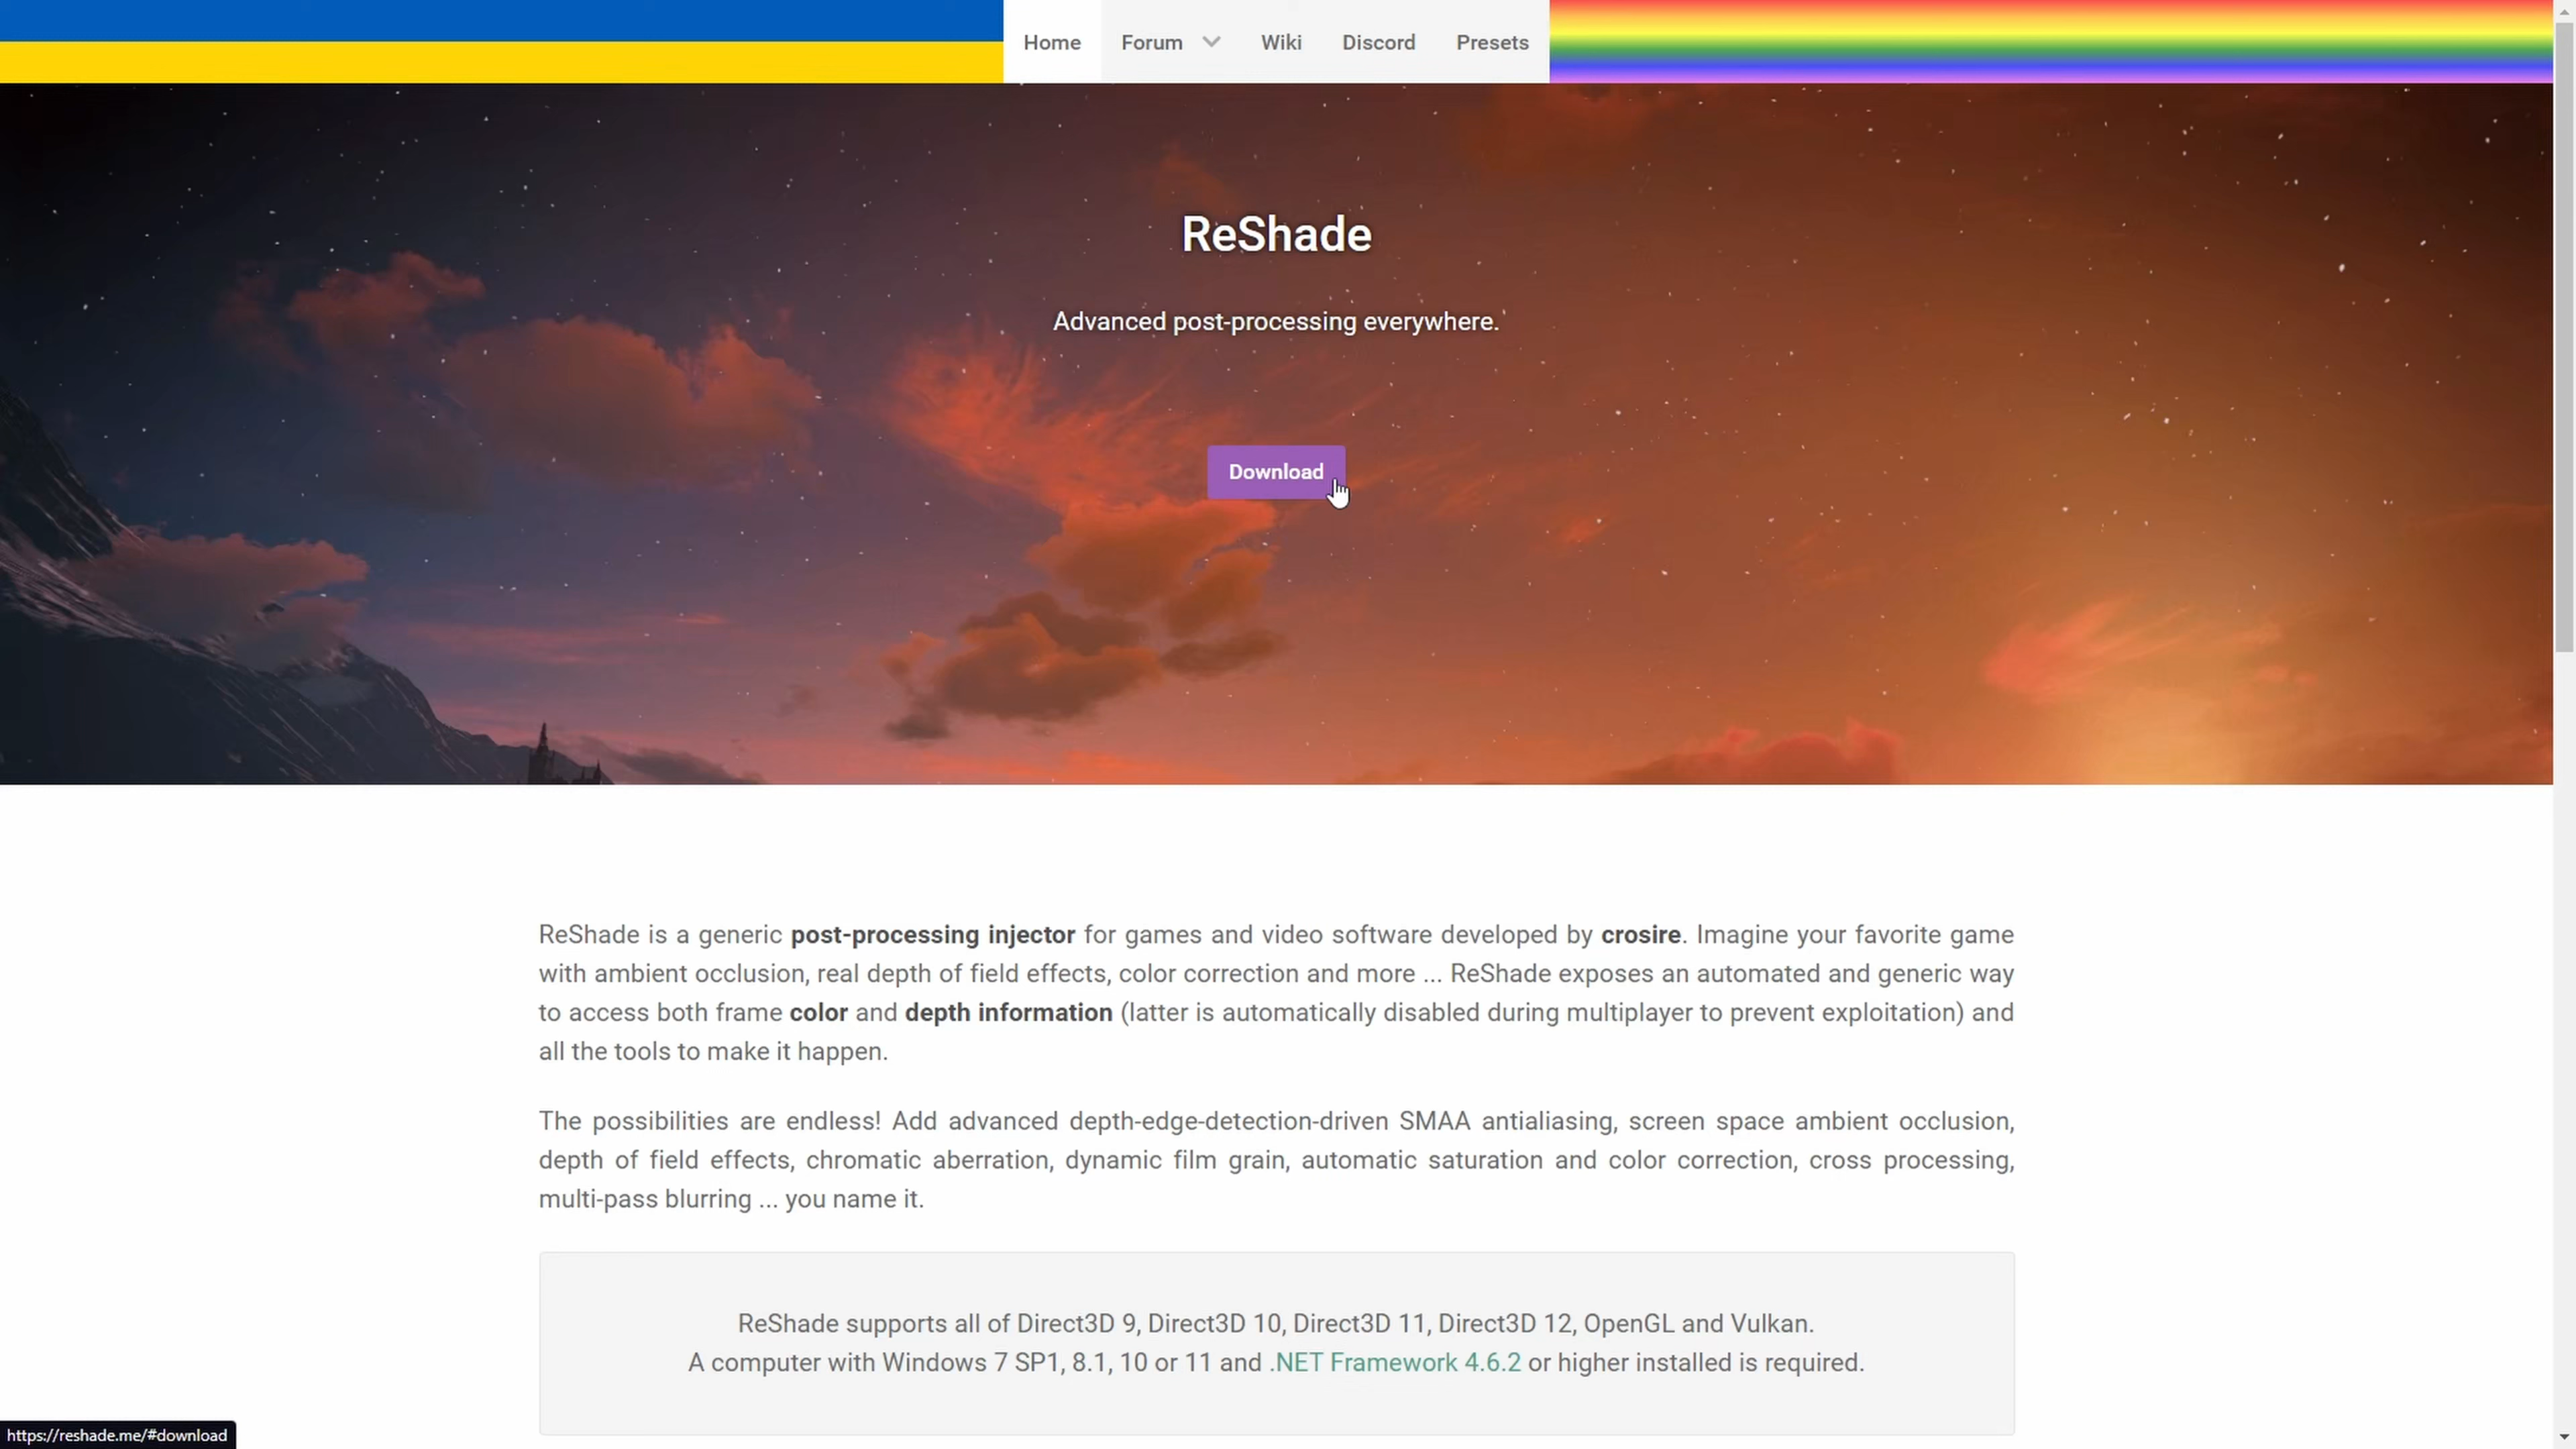 Home Forum Wiki Discord Presets
ReShade
Advanced post-processing everywhere.
Download
ReShade is a generic post-processing injector for games and video software developed by crosire. Imagine your favorite game
with ambient occlusion, real depth of field effects, color correction and more ... ReShade exposes an automated and generic way
to access both frame color and depth information (latter is automatically disabled during multiplayer to prevent exploitation) and
all the tools to make it happen.
The possibilities are endless! Add advanced depth-edge-detection-driven SMAA antialiasing, screen space ambient occlusion,
depth of field effects, chromatic aberration, dynamic film grain, automatic saturation and color correction, cross processing,
multi-pass blurring ... you name it.
ReShade supports all of Direct3D 9, Direct3D 10, Direct3D 11, Direct3D 12, OpenGL and Vulkan.
A computer with Windows 7 SP1, 8.1, 10 or 11 and .NET Framework 4.6.2 or higher installed is required.
https://reshade.me/#download